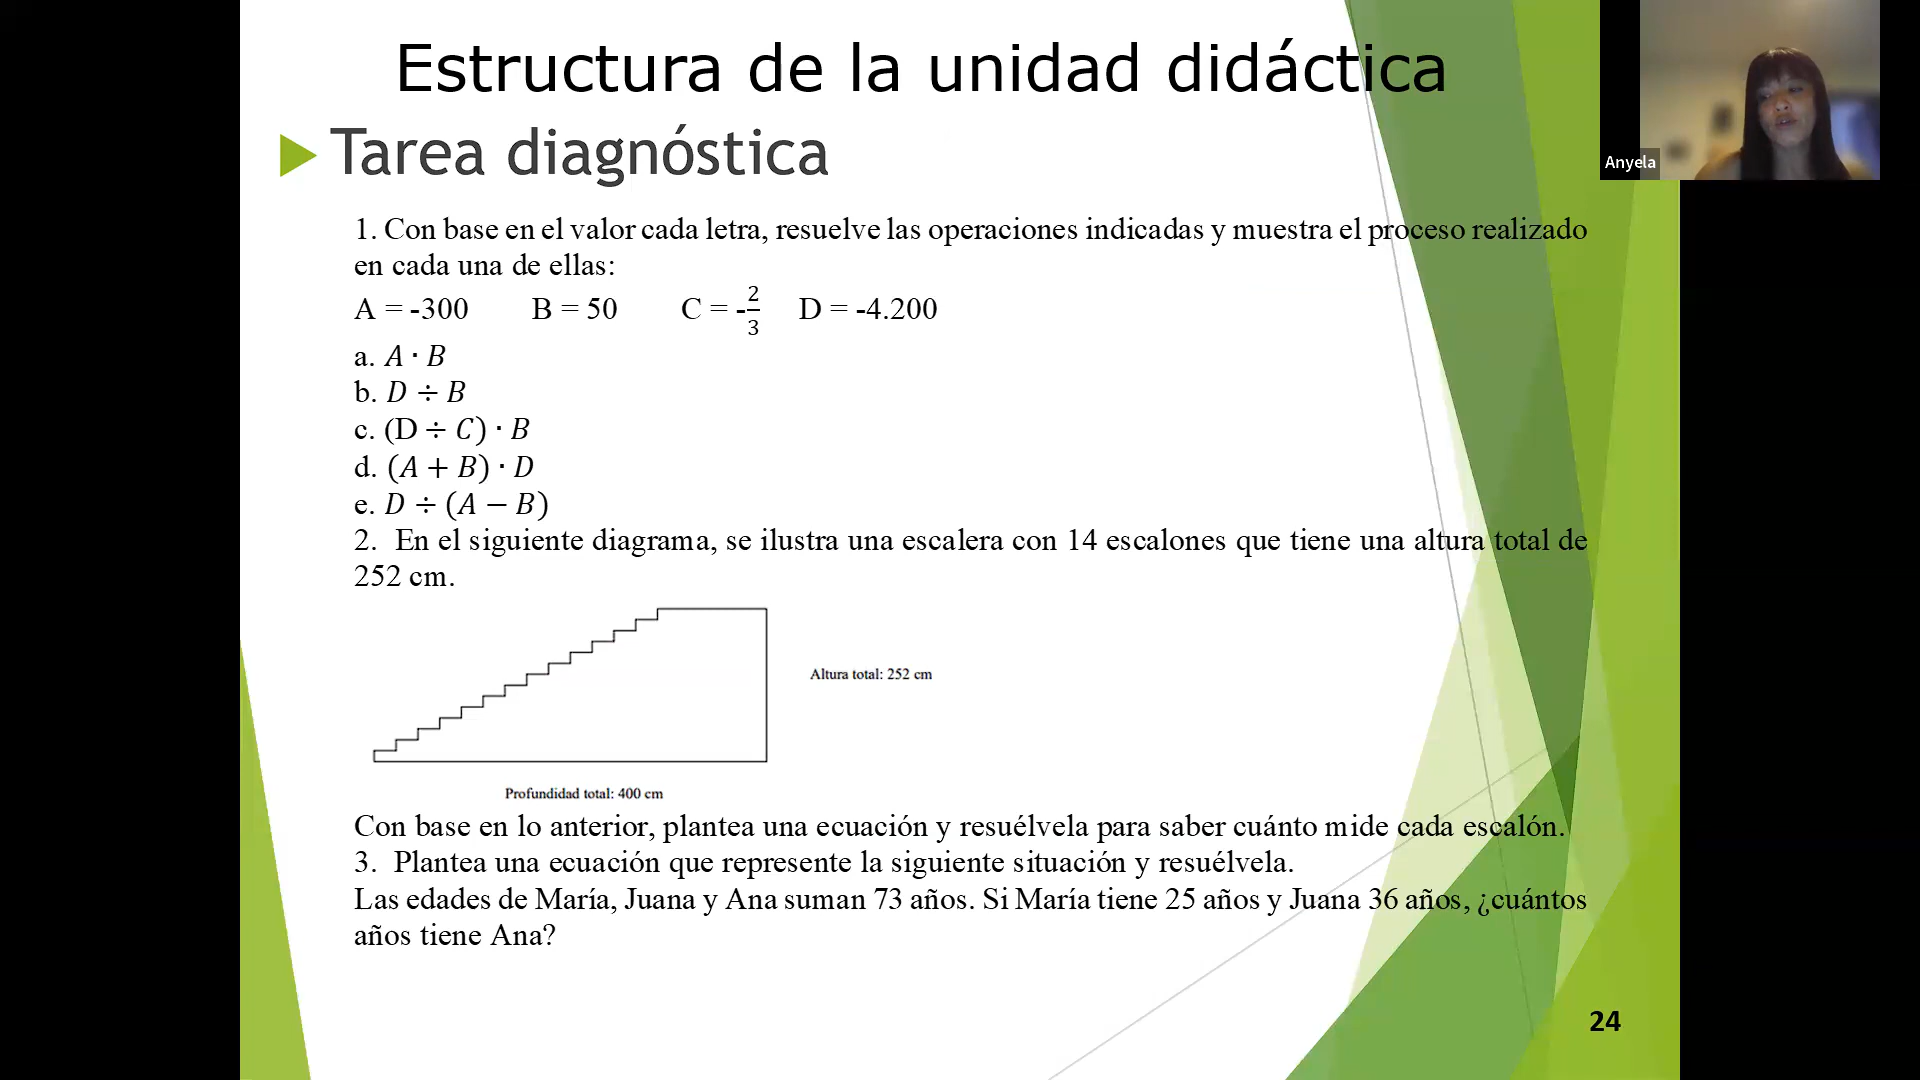 Estructura de la unidad didáctica
Tarea diagnóstica
Anyela
1. Con base en el valor cada letra, resuelve las operaciones indicadas y muestra el proceso realizado
en cada una de ellas:
A = -300 B = 50 C = -2/3 D = -4.200
a. A · B
b. D ÷ B
c. (D ÷ C) · B
d. (A + B) · D
e. D ÷ (A − B)
2. En el siguiente diagrama, se ilustra una escalera con 14 escalones que tiene una altura total de
252 cm.
Altura total: 252 cm
Profundidad total: 400 cm
Con base en lo anterior, plantea una ecuación y resuélvela para saber cuánto mide cada escalón.
3. Plantea una ecuación que represente la siguiente situación y resuélvela.
Las edades de María, Juana y Ana suman 73 años. Si María tiene 25 años y Juana 36 años, ¿cuántos
años tiene Ana?
24